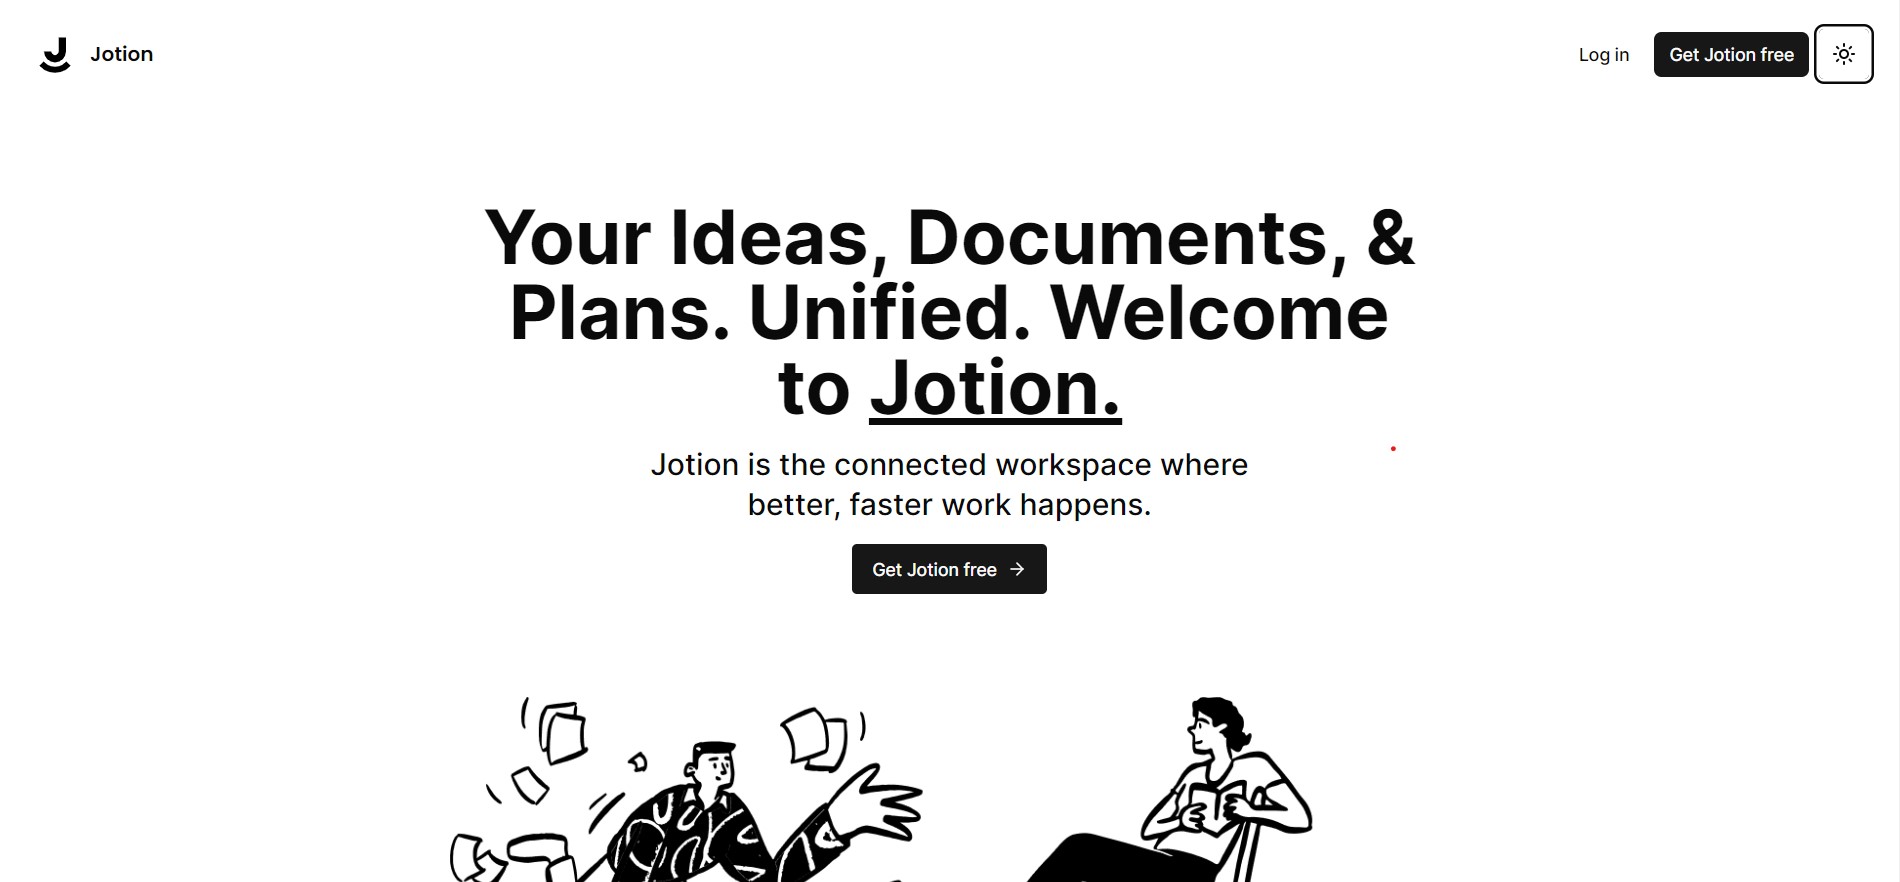 Jotion
Log in
Get Jotion free
Your Ideas, Documents, &
Plans. Unified. Welcome
to Jotion.
Jotion is the connected workspace where
better, faster work happens.
Get Jotion free